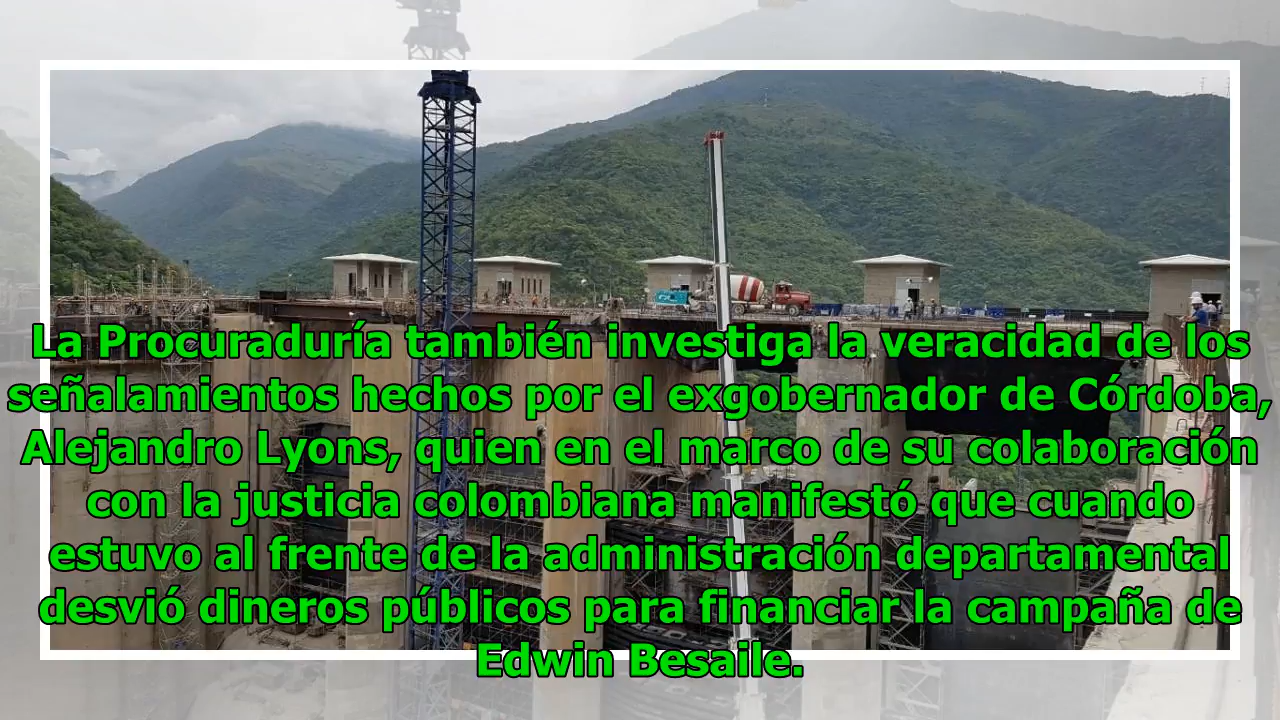 La Procuraduría también investiga la veracidad de los
señalamientos hechos por el exgobernador de Córdoba,
Alejandro Lyons, quien en el marco de su colaboración
con la justicia colombiana manifestó que cuando
estuvo al frente de la administración departamental
desvió dineros públicos para financiar la campaña de
Edwin Besaile.